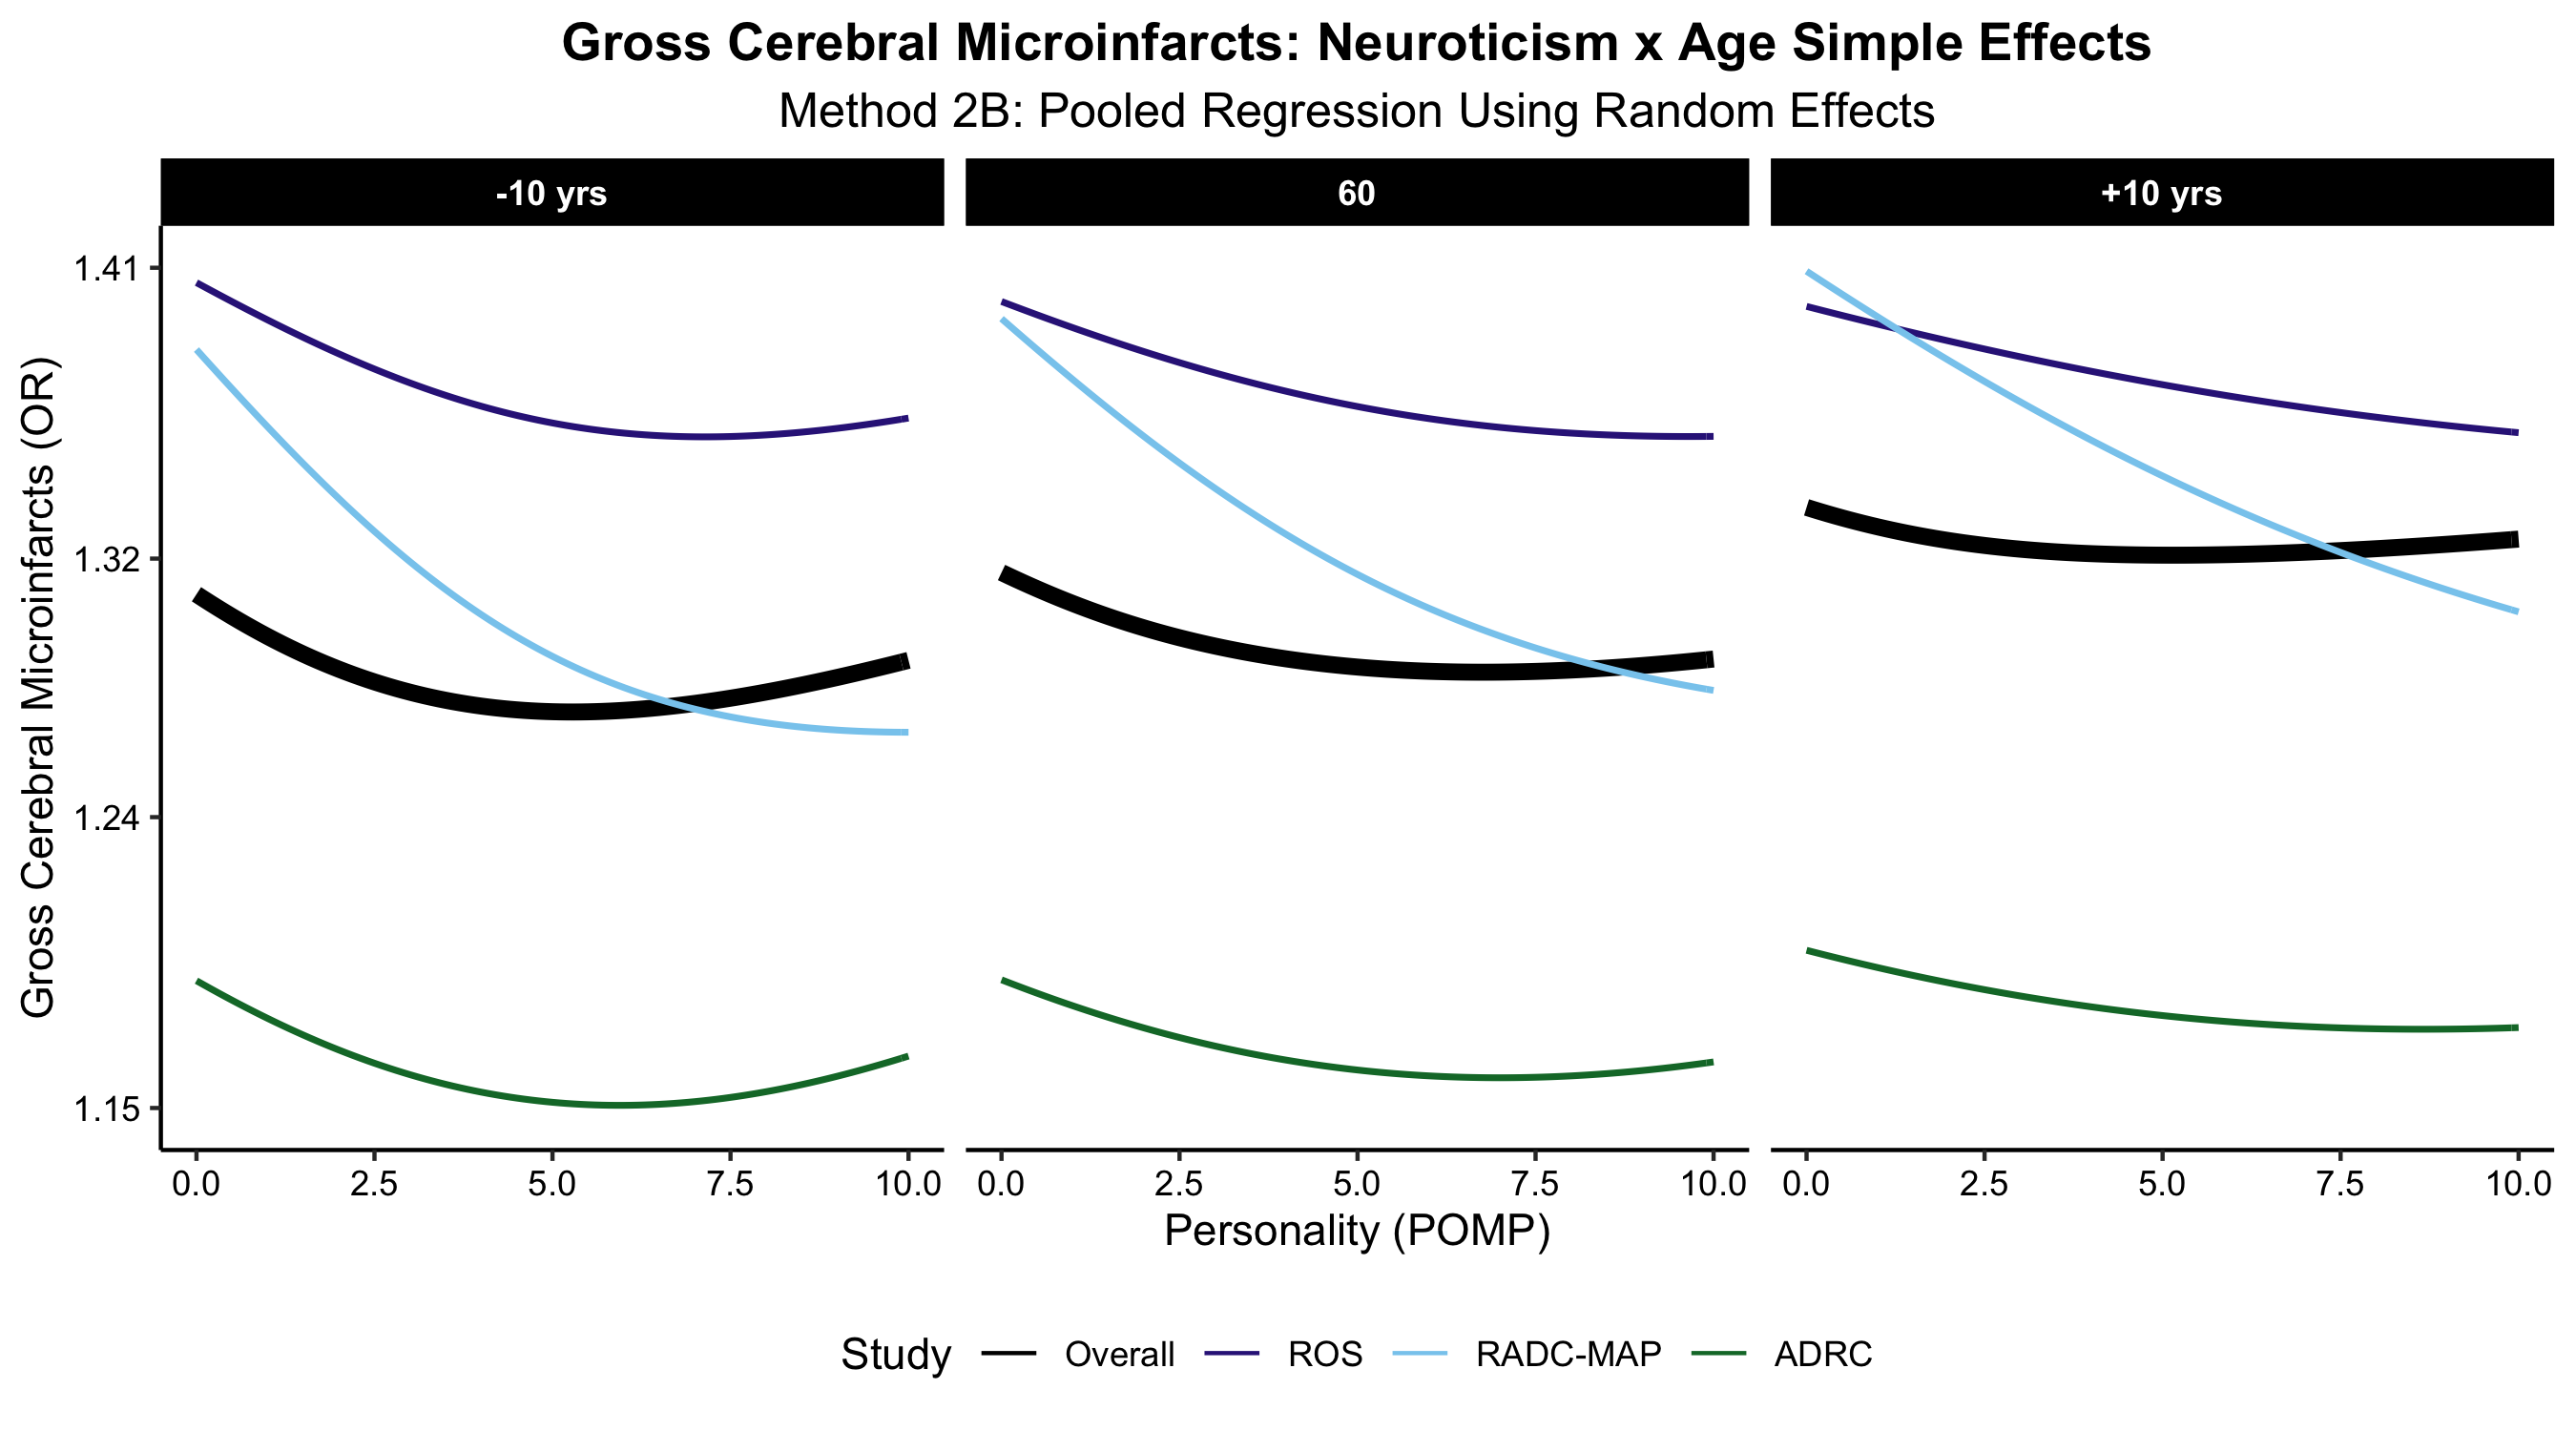 Gross Cerebral Microinfarcts: Neuroticism x Age Simple Effects
Method 2B: Pooled Regression Using Random Effects
-10 yrs
60
+10 yrs
Gross Cerebral Microinfarcts (OR)
1.41
1.32
1.24
1.15
0.0 2.5 5.0 7.5 10.0
0.0 2.5 5.0 7.5 10.0
0.0 2.5 5.0 7.5 10.0
Personality (POMP)
Study Overall ROS RADC-MAP ADRC